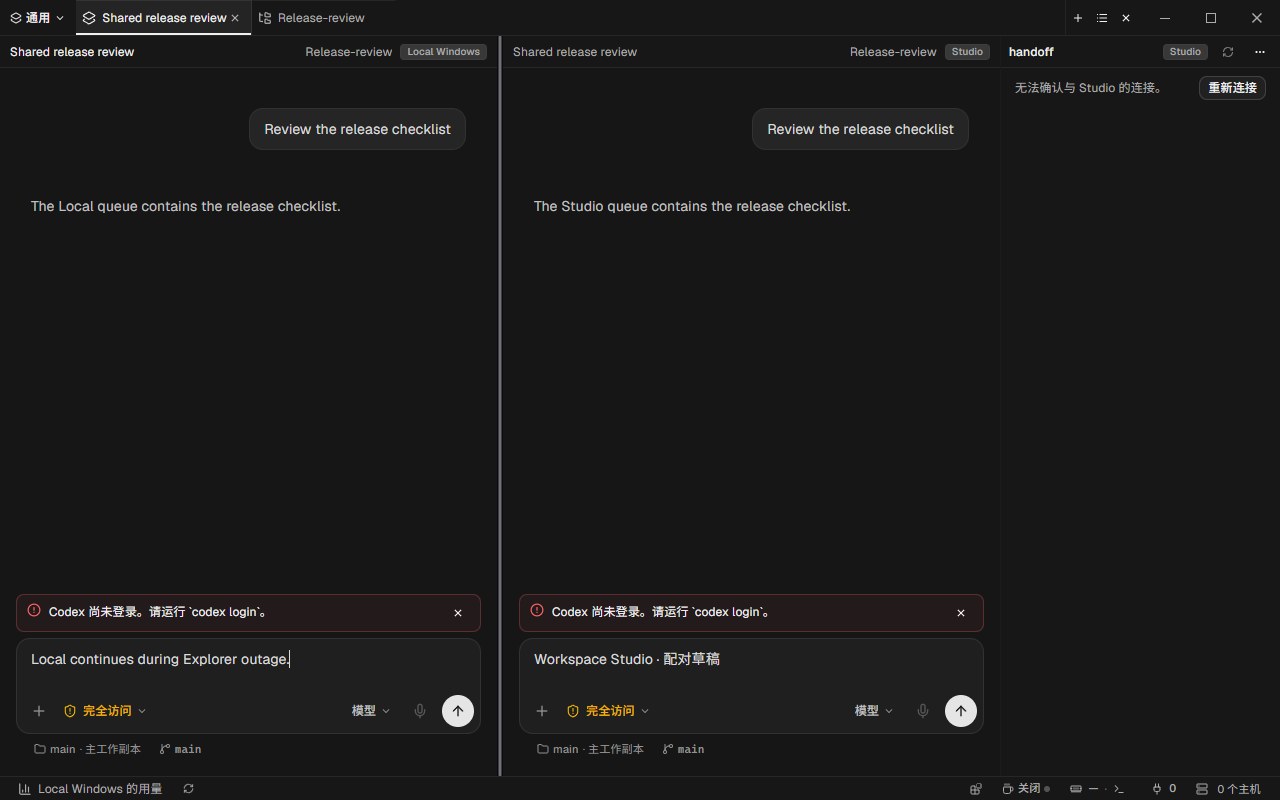 通用
Shared release review
Release-review
Shared release review
Release-review
Local Windows
Review the release checklist
The Local queue contains the release checklist.
Codex 尚未登录。请运行 `codex login`。
Local continues during Explorer outage.
完全访问
模型
main · 主工作副本
main
Shared release review
Release-review
Studio
Review the release checklist
The Studio queue contains the release checklist.
Codex 尚未登录。请运行 `codex login`。
Workspace Studio · 配对草稿
完全访问
模型
main · 主工作副本
main
handoff
Studio
无法确认与 Studio 的连接。
重新连接
Local Windows 的用量
关闭
— ·
0
0 个主机